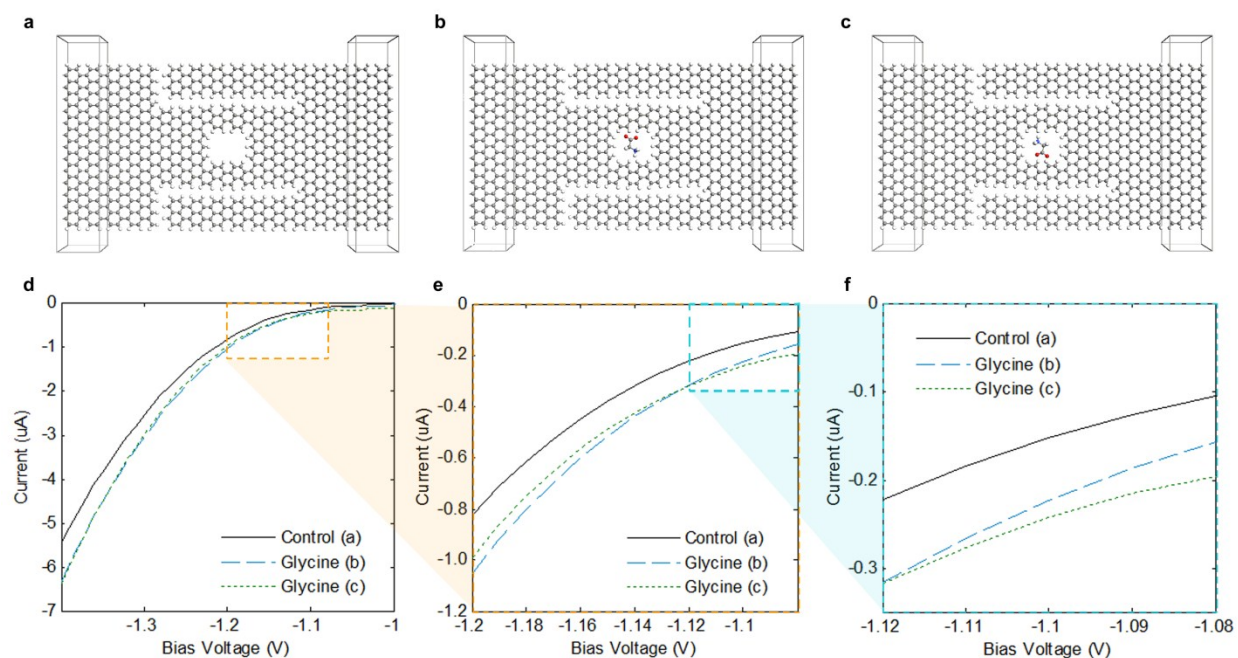 a
b
c
d
e
f
0
-1
-2
-3
-4
-5
-6
-7
Current (uA)
-1.3
-1.2
-1.1
-1
Bias Voltage (V)
Control (a)
Glycine (b)
Glycine (c)
0
-0.2
-0.4
-0.6
-0.8
-1.0
-1.2
Current (uA)
-1.2
-1.18
-1.16
-1.14
-1.12
-1.1
Bias Voltage (V)
Control (a)
Glycine (b)
Glycine (c)
0
-0.1
-0.2
-0.3
Current (uA)
-1.12
-1.11
-1.1
-1.09
-1.08
Bias Voltage (V)
Control (a)
Glycine (b)
Glycine (c)